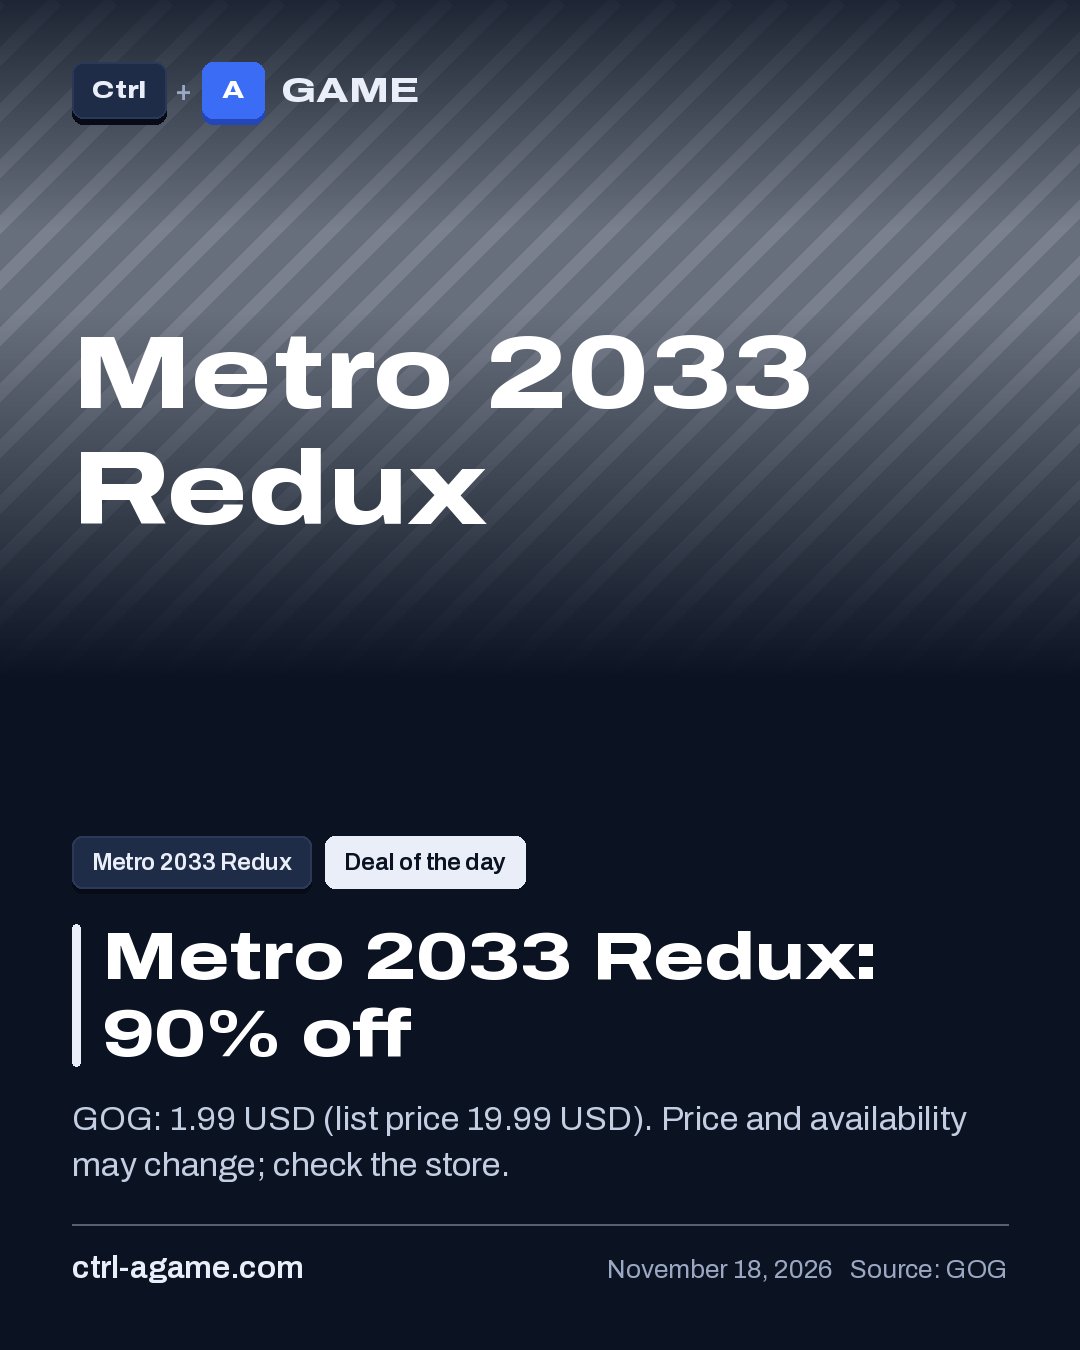 Ctrl + A GAME
Metro 2033
Redux
Metro 2033 Redux
Deal of the day
Metro 2033 Redux:
90% off
GOG: 1.99 USD (list price 19.99 USD). Price and availability
may change; check the store.
ctrl-agame.com
November 18, 2026 Source: GOG